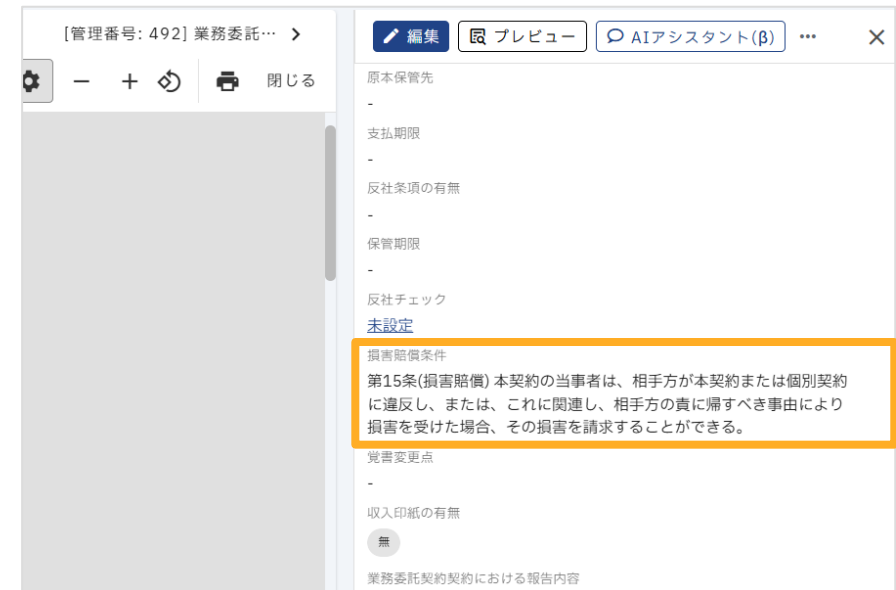 [管理番号: 492] 業務委託…
閉じる
編集
プレビュー
AIアシスタント(β)
原本保管先
-
支払期限
-
反社条項の有無
-
保管期限
-
反社チェック
未設定
損害賠償条件
第15条(損害賠償) 本契約の当事者は、相手方が本契約または個別契約
に違反し、または、これに関連し、相手方の責に帰すべき事由により
損害を受けた場合、その損害を請求することができる。
覚書変更点
-
収入印紙の有無
無
業務委託契約契約における報告内容